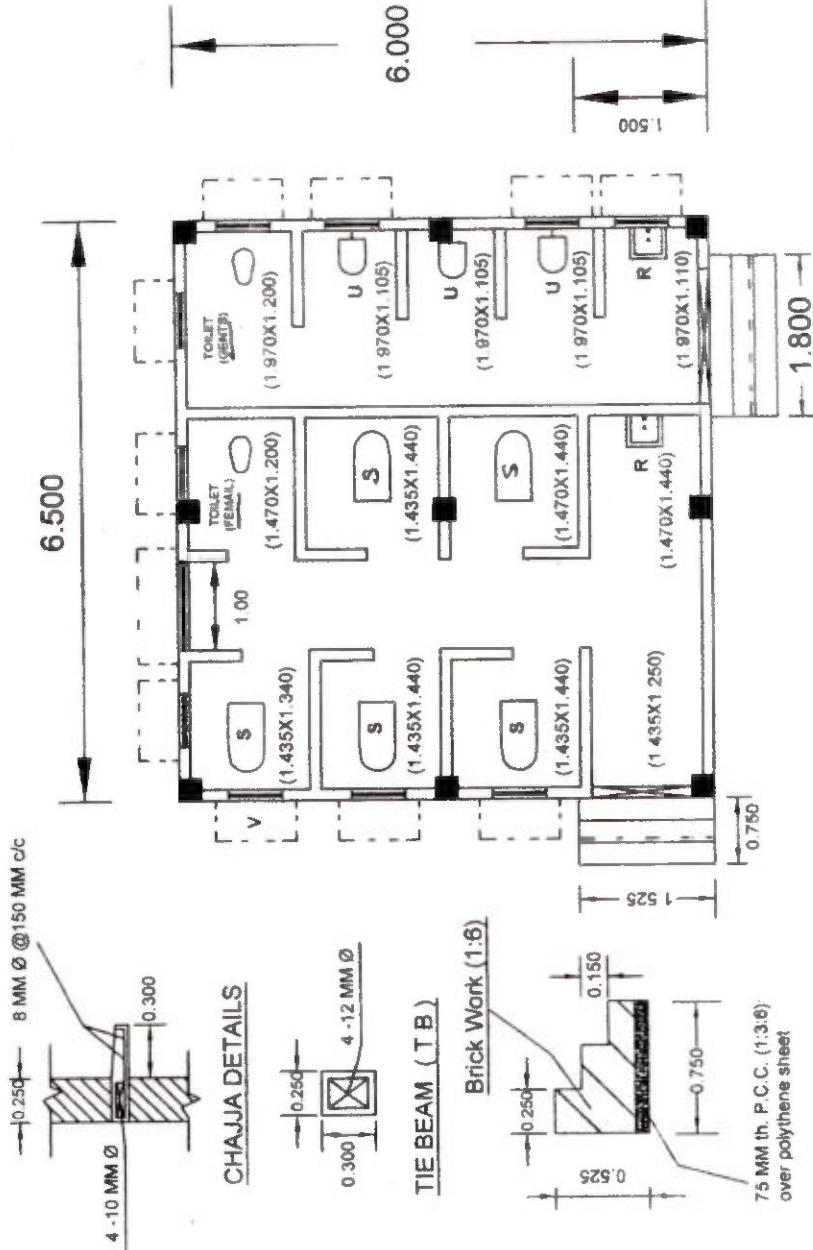 0.250
8 MM Ø @150 MM c/c
4 -10 MM Ø
0.300
CHAJJA DETAILS
0.250
4 -12 MM Ø
0.300
TIE BEAM ( T B )
Brick Work (1:6)
0.250
0.150
0.525
0.750
75 MM th. P.C.C. (1:3:6)
over polythene sheet
6.500
6.000
1.500
TOILET
(GENTS)
(1.970X1.200)
U
(1.970X1.105)
U
(1.970X1.105)
U
(1.970X1.105)
R
(1.970X1.110)
1.800
TOILET
(FEMAIL)
(1.470X1.200)
S
(1.435X1.440)
S
(1.470X1.440)
R
(1.470X1.440)
1.00
V
S
(1.435X1.340)
S
(1.435X1.440)
S
(1.435X1.440)
(1.435X1.250)
0.750
1.525